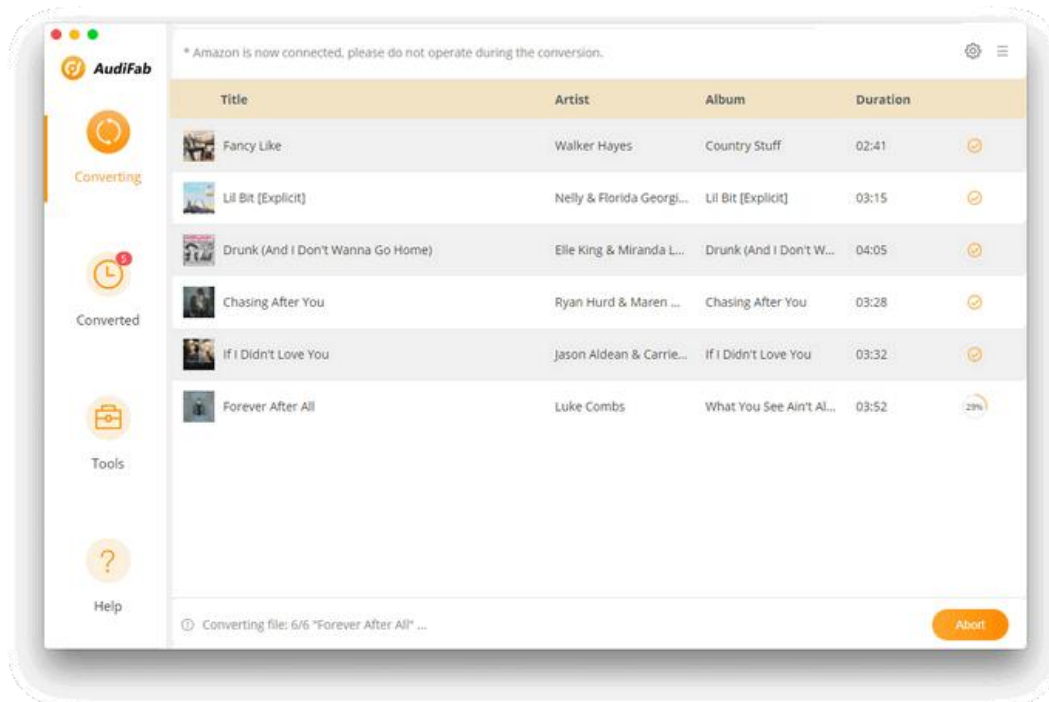 AudiFab
* Amazon is now connected, please do not operate during the conversion.
Title Artist Album Duration
Converting
Fancy Like Walker Hayes Country Stuff 02:41
Lil Bit [Explicit] Nelly & Florida Georgi... Lil Bit [Explicit] 03:15
5
Converted
Drunk (And I Don't Wanna Go Home) Elle King & Miranda L... Drunk (And I Don't W... 04:05
Chasing After You Ryan Hurd & Maren ... Chasing After You 03:28
If I Didn't Love You Jason Aldean & Carrie... If I Didn't Love You 03:32
Forever After All Luke Combs What You See Ain't Al... 03:52 29%
Tools
?
Help
Converting file: 6/6 "Forever After All" ...
Abort